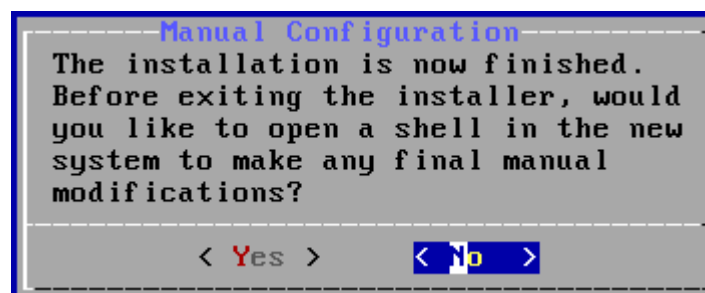 Manual Configuration
The installation is now finished.
Before exiting the installer, would
you like to open a shell in the new
system to make any final manual
modifications?
< Yes > < No >